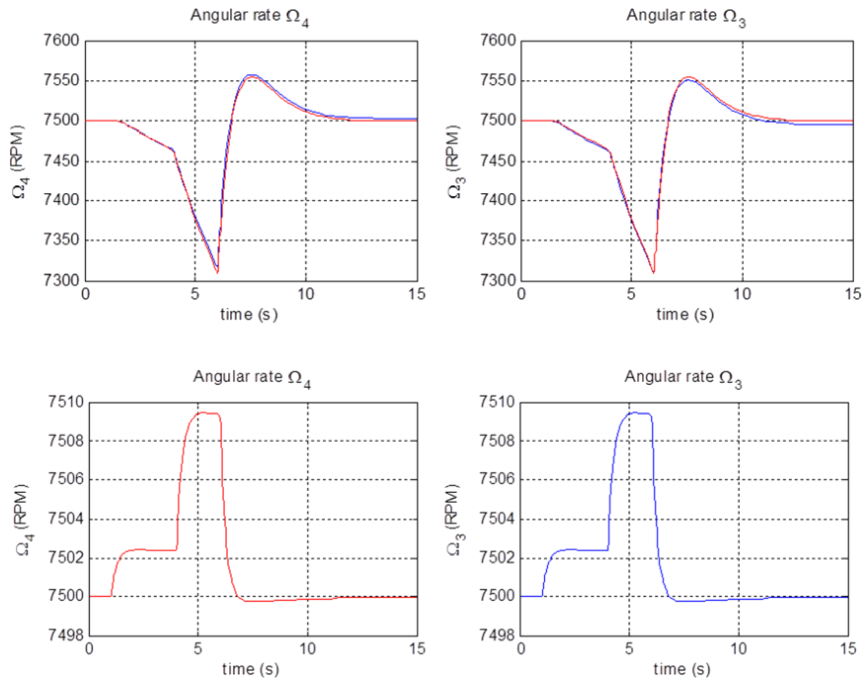 Angular rate Ω₄
7600
7550
7500
7450
7400
7350
7300
Ω₄ (RPM)
0 5 10 15
time (s)
Angular rate Ω₃
7600
7550
7500
7450
7400
7350
7300
Ω₃ (RPM)
0 5 10 15
time (s)
Angular rate Ω₄
7510
7508
7506
7504
7502
7500
7498
Ω₄ (RPM)
0 5 10 15
time (s)
Angular rate Ω₃
7510
7508
7506
7504
7502
7500
7498
Ω₃ (RPM)
0 5 10 15
time (s)